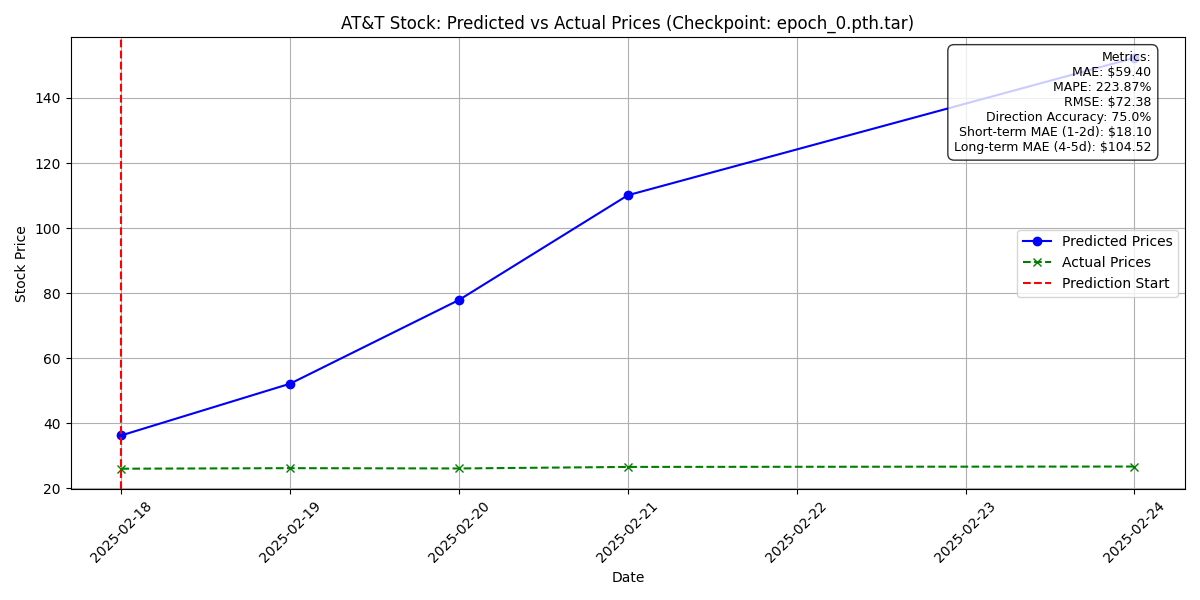 AT&T Stock: Predicted vs Actual Prices (Checkpoint: epoch_0.pth.tar)
Metrics:
MAE: $59.40
MAPE: 223.87%
RMSE: $72.38
Direction Accuracy: 75.0%
Short-term MAE (1-2d): $18.10
Long-term MAE (4-5d): $104.52
Predicted Prices
Actual Prices
Prediction Start
Stock Price
140
120
100
80
60
40
20
2025-02-18
2025-02-19
2025-02-20
2025-02-21
2025-02-22
2025-02-23
2025-02-24
Date